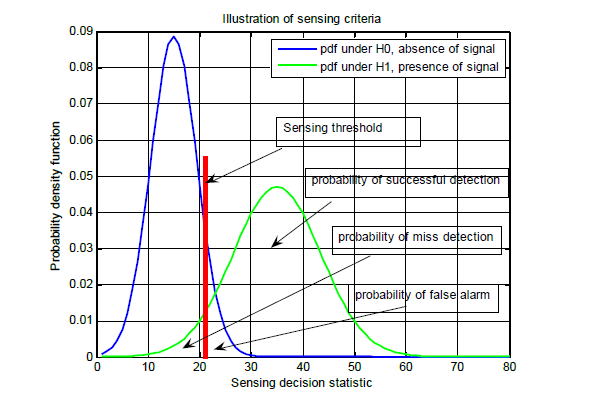 Illustration of sensing criteria
0.09
0.08
0.07
0.06
0.05
0.04
0.03
0.02
0.01
0
Probability density function
pdf under H0, absence of signal
pdf under H1, presence of signal
Sensing threshold
probability of successful detection
probability of miss detection
probability of false alarm
0 10 20 30 40 50 60 70 80
Sensing decision statistic